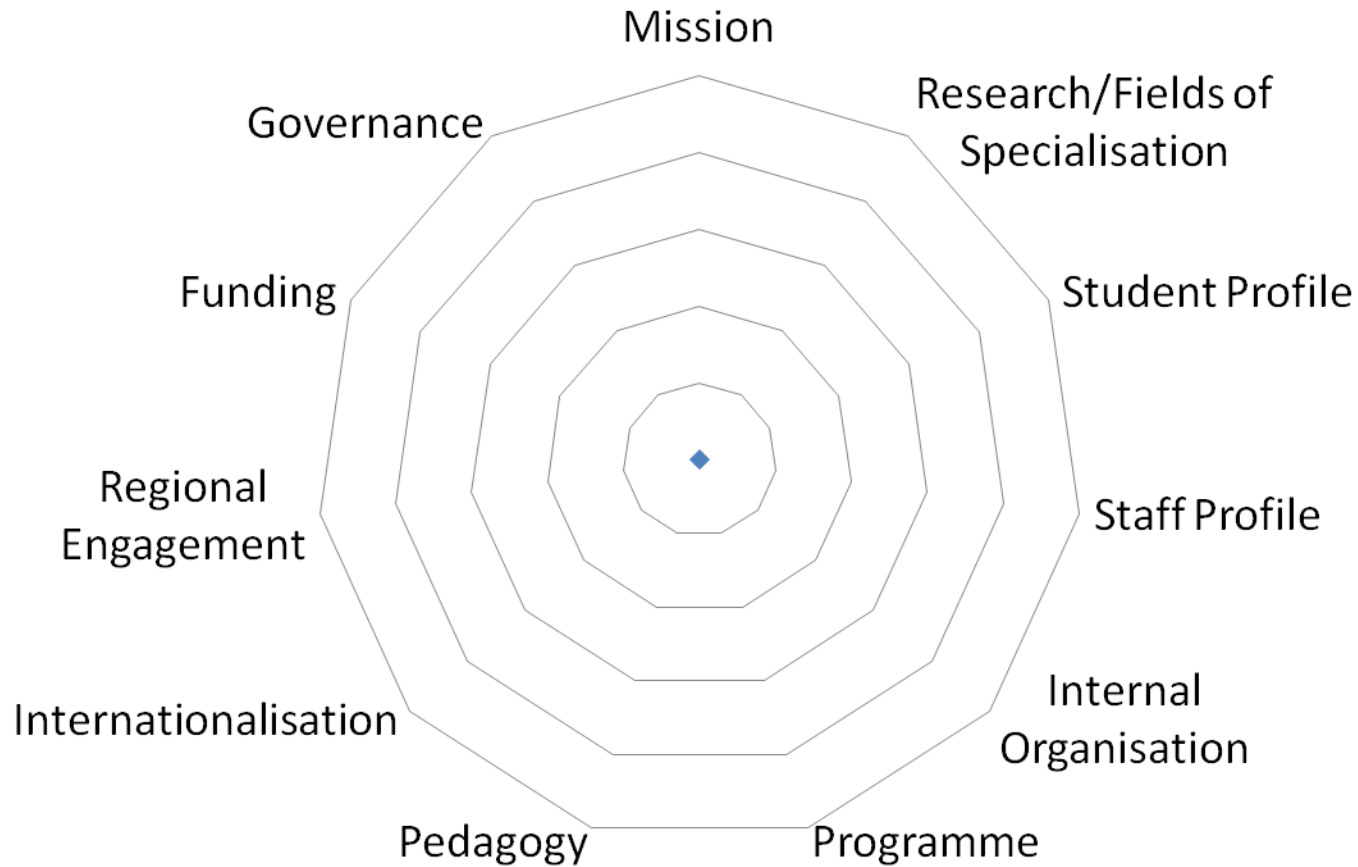 Mission
Research/Fields of
Specialisation
Student Profile
Staff Profile
Internal
Organisation
Programme
Pedagogy
Internationalisation
Regional
Engagement
Funding
Governance